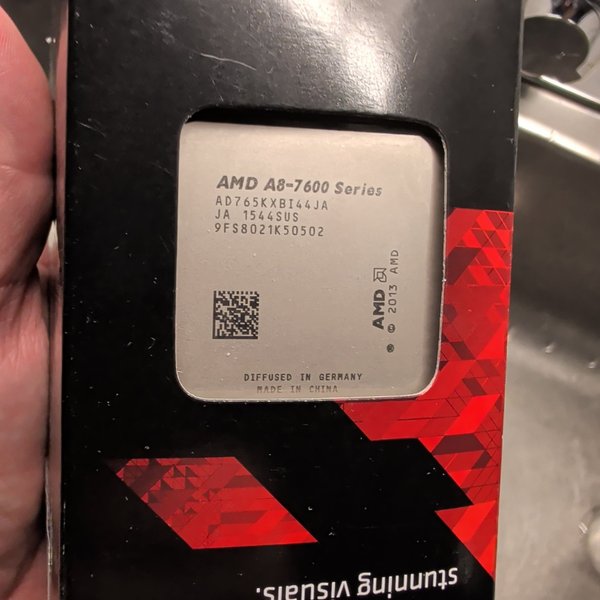 AMD A8-7600 Series
AD765KXBI44JA
JA 1544SUS
9FS8021K50502
AMD
® © 2013 AMD
DIFFUSED IN GERMANY
MADE IN CHINA
stunning visuals.